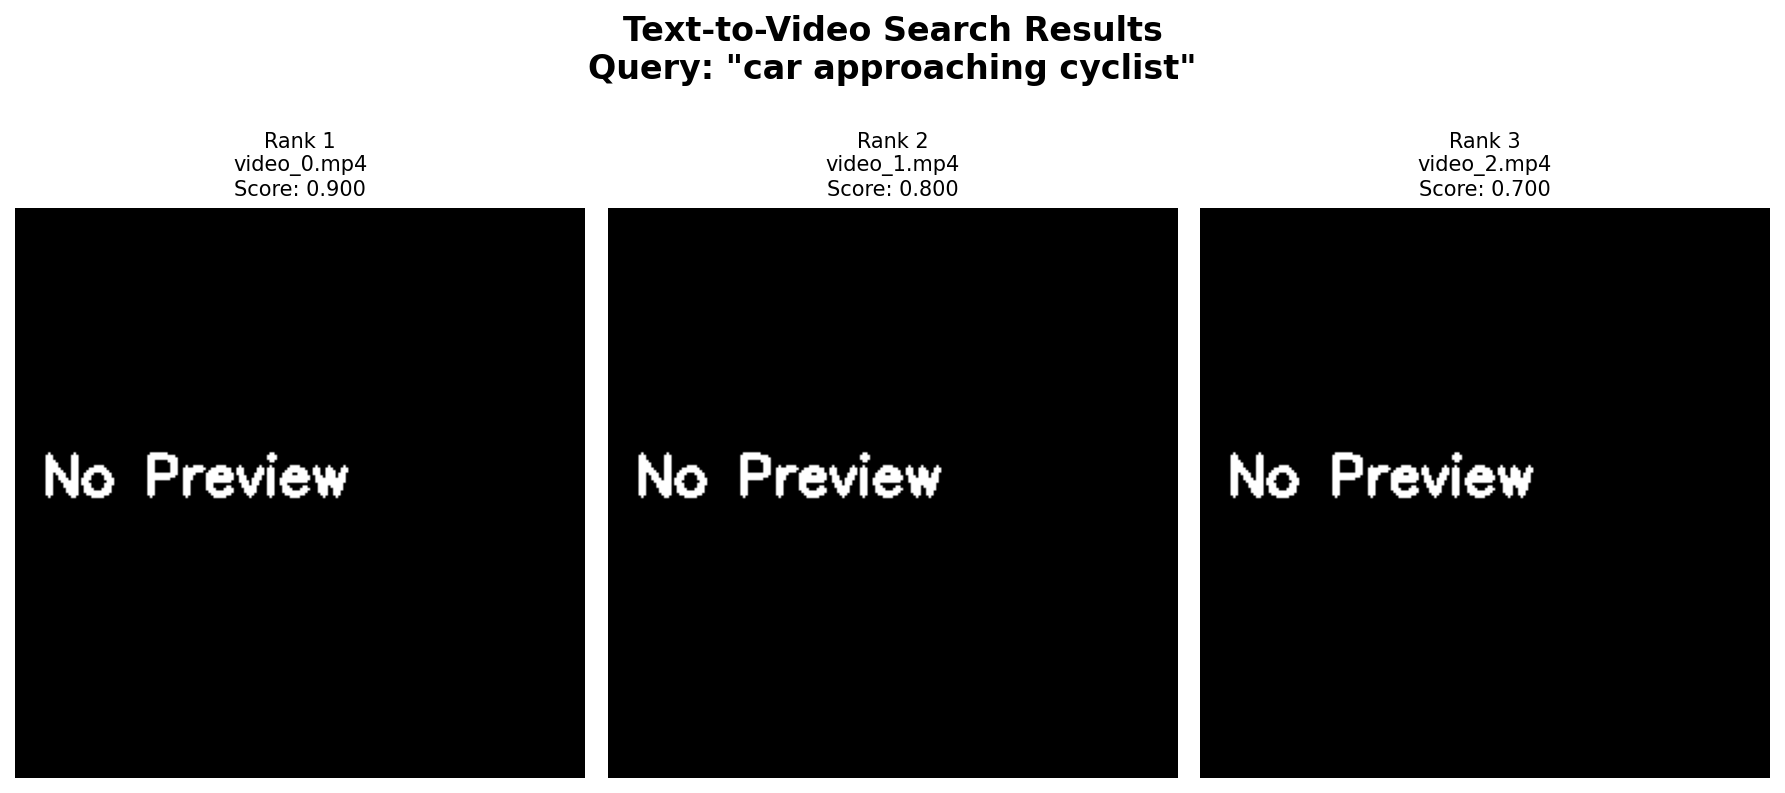 Text-to-Video Search Results
Query: "car approaching cyclist"
Rank 1
video_0.mp4
Score: 0.900
Rank 2
video_1.mp4
Score: 0.800
Rank 3
video_2.mp4
Score: 0.700
No Preview
No Preview
No Preview